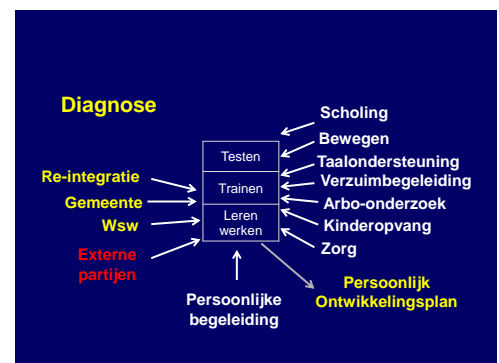 Diagnose
Testen
Trainen
Leren
werken
Re-integratie
Gemeente
Wsw
Externe
partijen
Scholing
Bewegen
Taalondersteuning
Verzuimbegeleiding
Arbo-onderzoek
Kinderopvang
Zorg
Persoonlijke
begeleiding
Persoonlijk
Ontwikkelingsplan